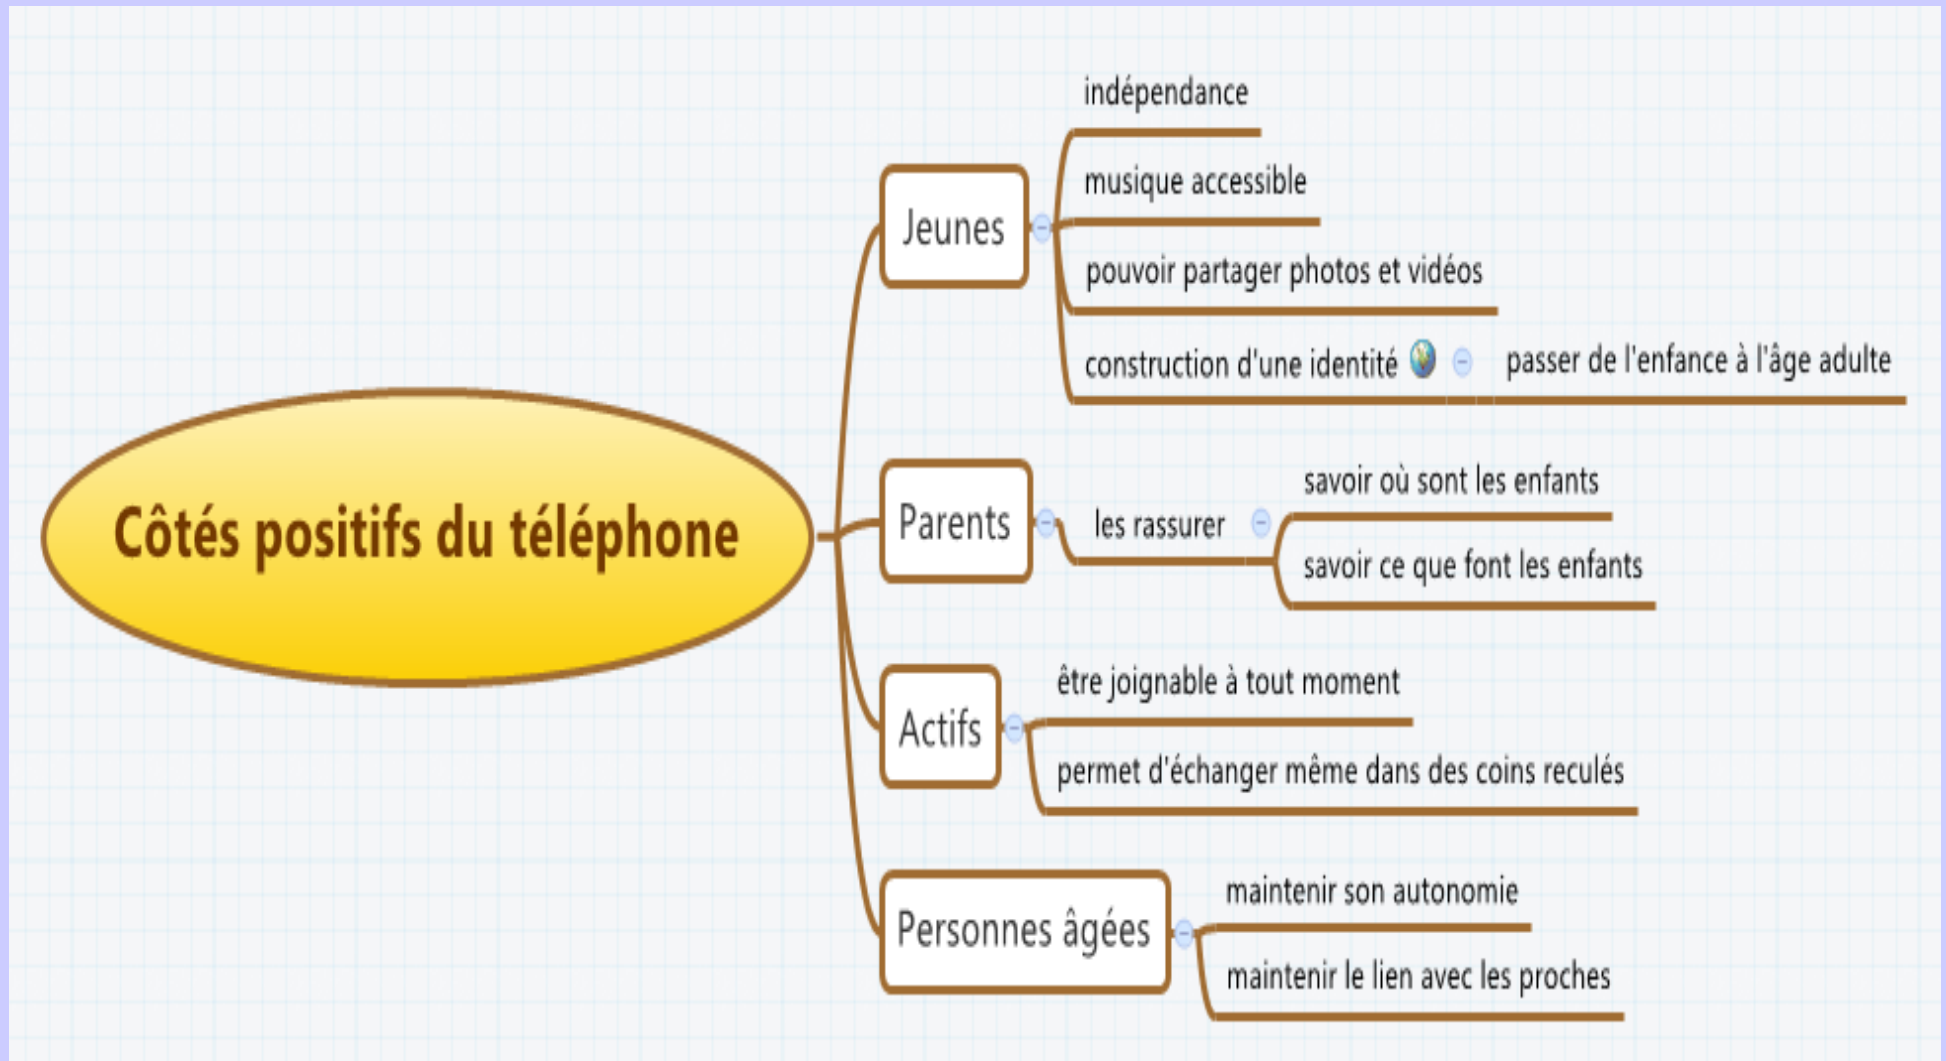 Côtés positifs du téléphone
Jeunes
indépendance
musique accessible
pouvoir partager photos et vidéos
construction d'une identité
passer de l'enfance à l'âge adulte
Parents
les rassurer
savoir où sont les enfants
savoir ce que font les enfants
Actifs
être joignable à tout moment
permet d'échanger même dans des coins reculés
Personnes âgées
maintenir son autonomie
maintenir le lien avec les proches